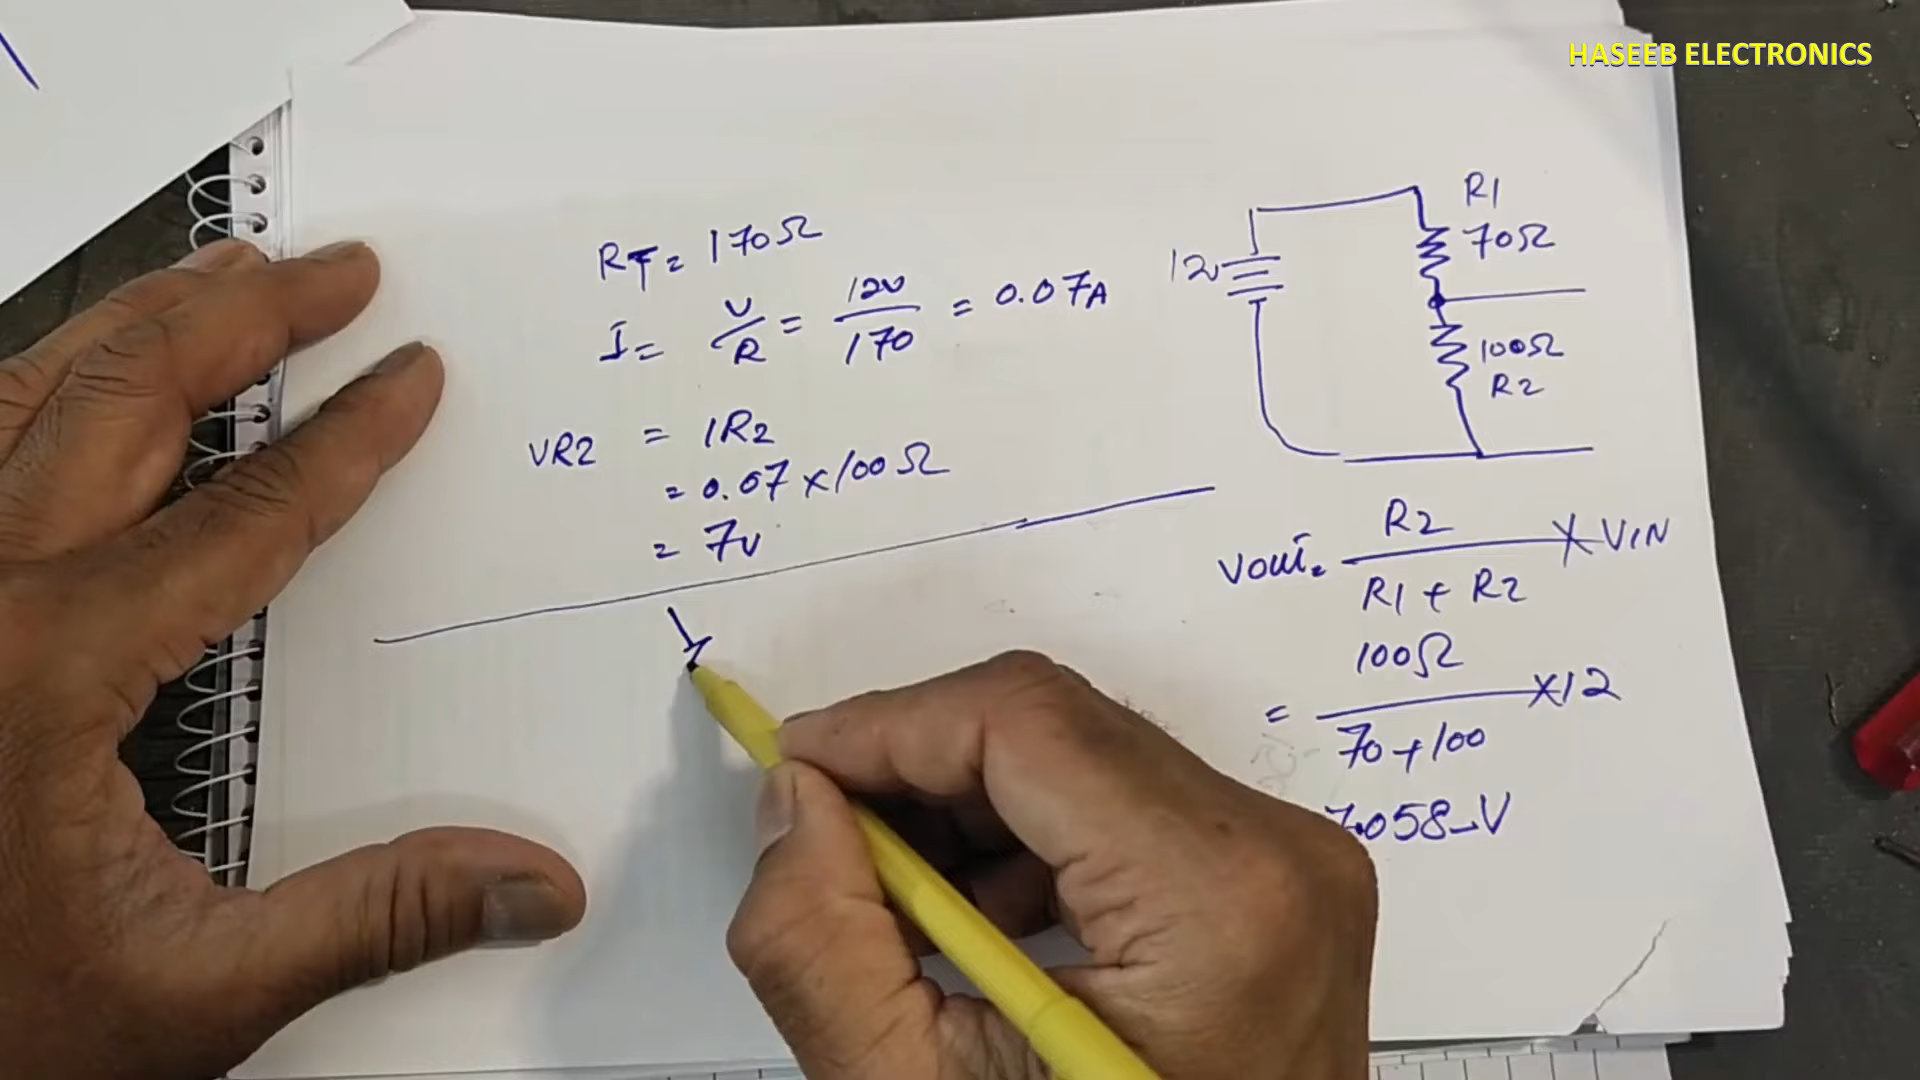 HASEEB ELECTRONICS
RT = 170Ω
I = V/R = 12V/170 = 0.07A
VR2 = IR2
= 0.07 x 100Ω
= 7V
12V
R1
70Ω
100Ω
R2
Vout = R2/(R1 + R2) X VIN
= 100Ω/(70 + 100) X 12
7.058 V